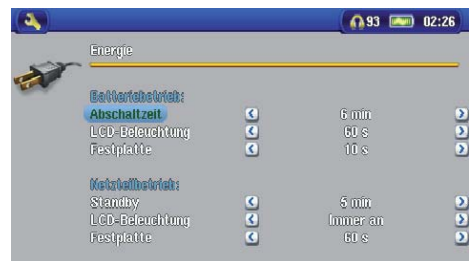 93 02:26
Energie
Batteriebetrieb:
Abschaltzeit 6 min
LCD-Beleuchtung 60 s
Festplatte 10 s
Netzteilbetrieb:
Standby 5 min
LCD-Beleuchtung Immer an
Festplatte 60 s